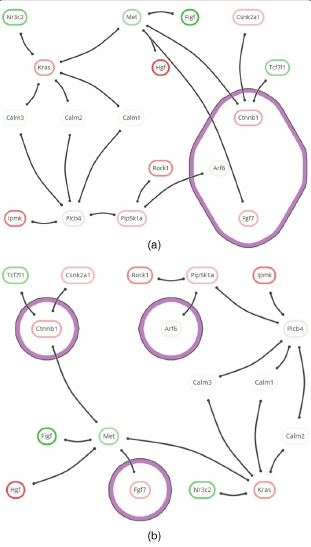 Nr3c2 Met Figf Csnk2a1
Kras Hgf Tcf7l1
Calm3 Calm2 Calm1 Ctnnb1
Rock1 Arf6
Ipmk Plcb4 Pip5k1a Fgf7
(a)
Tcf7l1 Csnk2a1 Rock1 Pip5k1a Ipmk
Ctnnb1 Arf6 Plcb4
Calm3 Calm1
Figf Met Calm2
Hgf Fgf7 Nr3c2 Kras
(b)